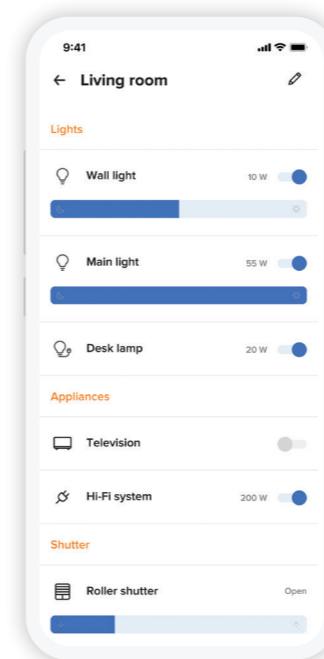 9:41
Living room
Lights
Wall light 10 W
Main light 55 W
Desk lamp 20 W
Appliances
Television
Hi-Fi system 200 W
Shutter
Roller shutter Open